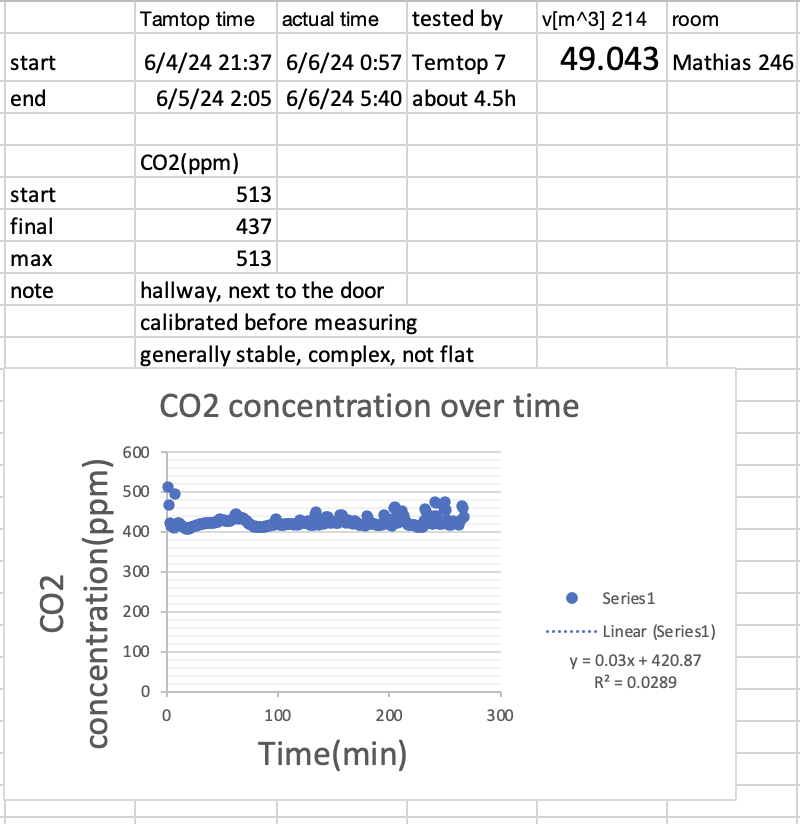 Tamtop time actual time tested by v[m^3] 214 room
start 6/4/24 21:37 6/6/24 0:57 Temtop 7 49.043 Mathias 246
end 6/5/24 2:05 6/6/24 5:40 about 4.5h
CO2(ppm)
start 513
final 437
max 513
note hallway, next to the door
calibrated before measuring
generally stable, complex, not flat
CO2 concentration over time
CO2
concentration(ppm)
600
500
400
300
200
100
0
0 100 200 300
Time(min)
Series1
Linear (Series1)
y = 0.03x + 420.87
R² = 0.0289